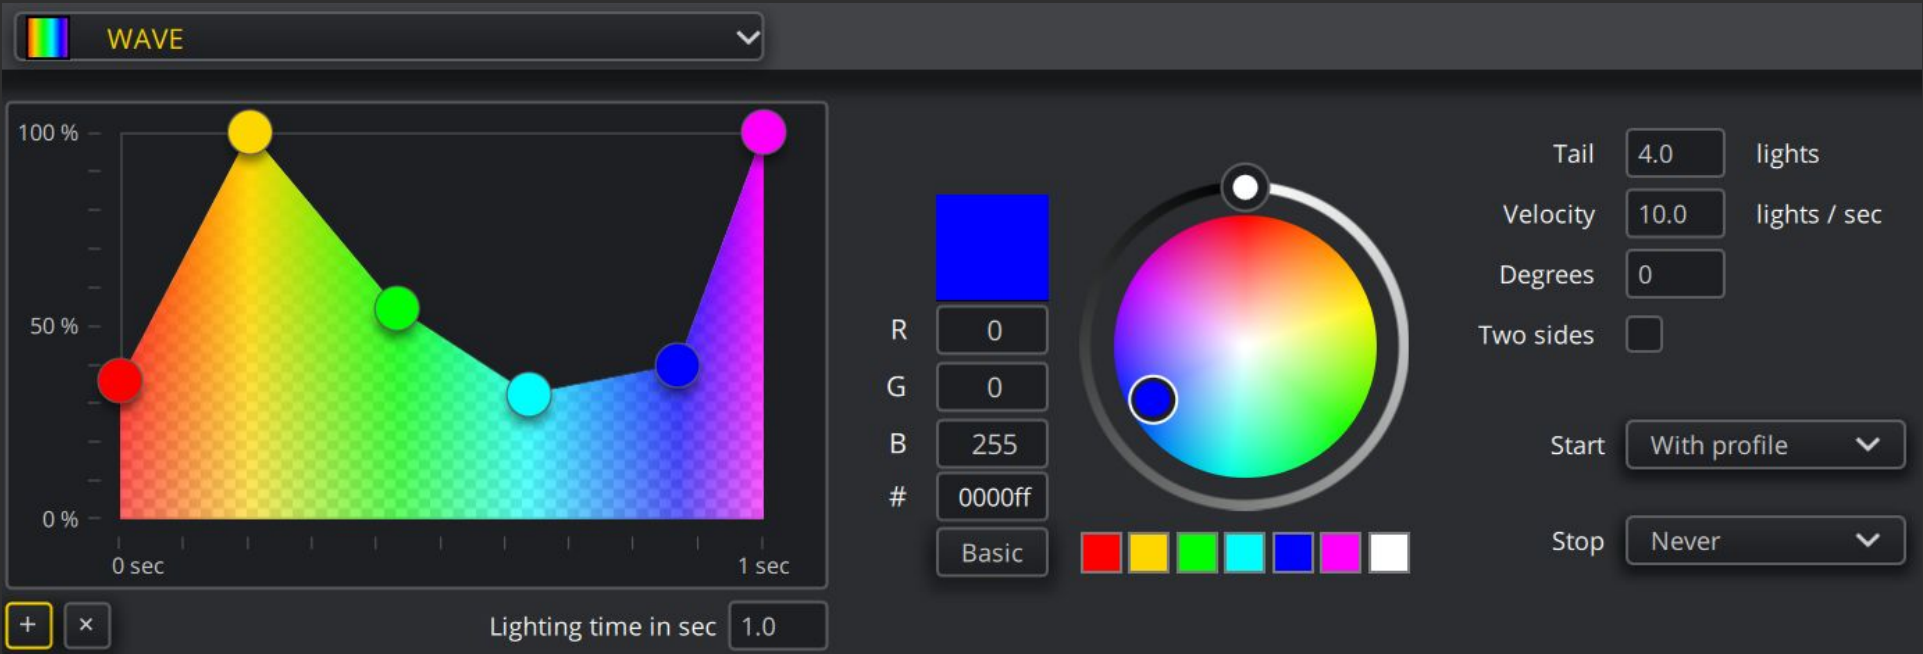 WAVE
100 %
50 %
0 %
0 sec
1 sec
+ ×
Lighting time in sec 1.0
R 0
G 0
B 255
# 0000ff
Basic
Tail 4.0 lights
Velocity 10.0 lights / sec
Degrees 0
Two sides
Start With profile
Stop Never